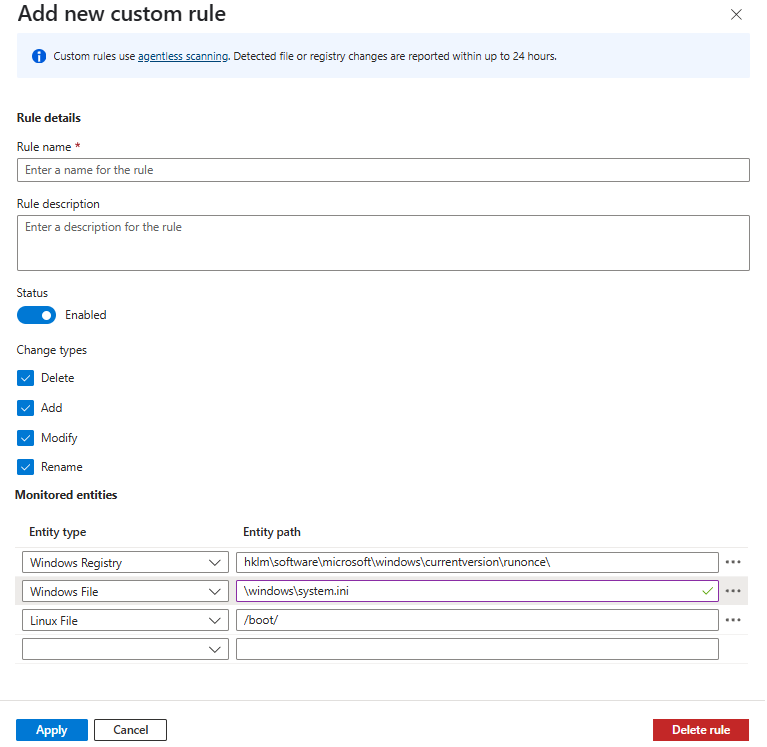 Add new custom rule
Custom rules use agentless scanning. Detected file or registry changes are reported within up to 24 hours.
Rule details
Rule name *
Enter a name for the rule
Rule description
Enter a description for the rule
Status
Enabled
Change types
Delete
Add
Modify
Rename
Monitored entities
Entity type Entity path
Windows Registry hklm\software\microsoft\windows\currentversion\runonce\
Windows File \windows\system.ini
Linux File /boot/
Apply Cancel Delete rule